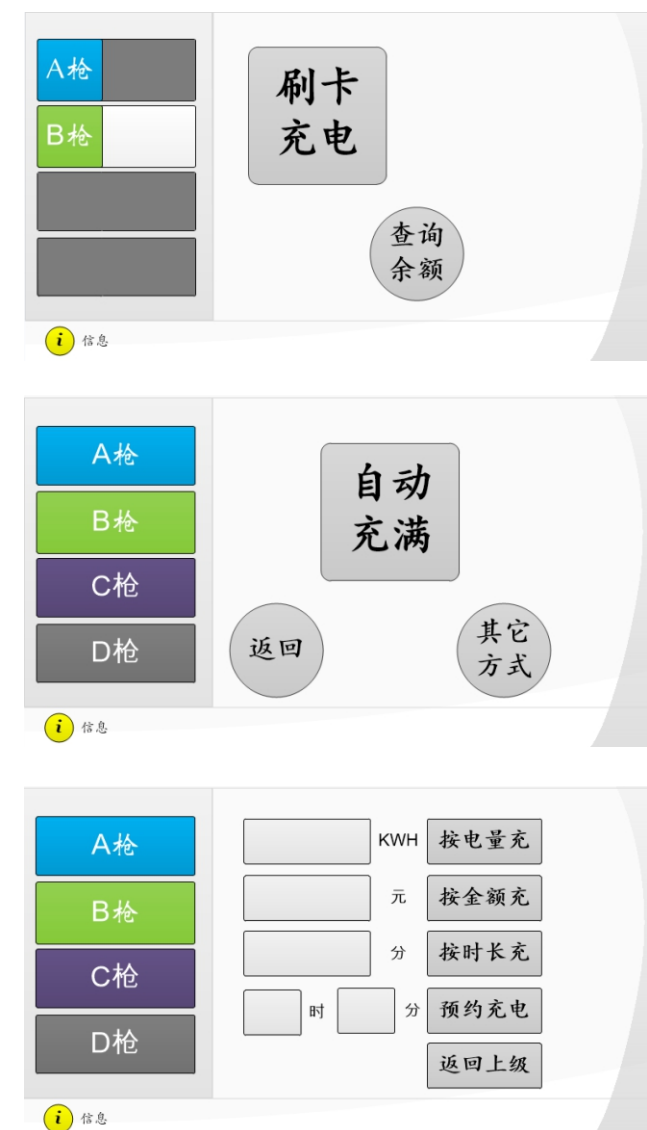 A枪
B枪
刷卡
充电
查询
余额
i 信息
A枪
B枪
C枪
D枪
自动
充满
返回
其它
方式
i 信息
A枪
B枪
C枪
D枪
KWH 按电量充
元 按金额充
分 按时长充
时 分 预约充电
返回上级
i 信息